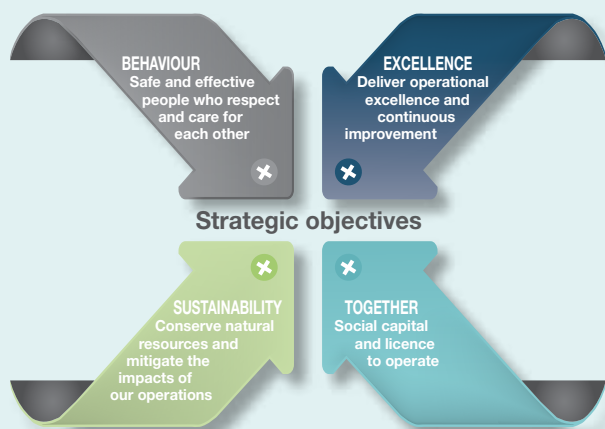 BEHAVIOUR
Safe and effective
people who respect
and care for
each other
EXCELLENCE
Deliver operational
excellence and
continuous
improvement
Strategic objectives
SUSTAINABILITY
Conserve natural
resources and
mitigate the
impacts of
our operations
TOGETHER
Social capital
and licence
to operate